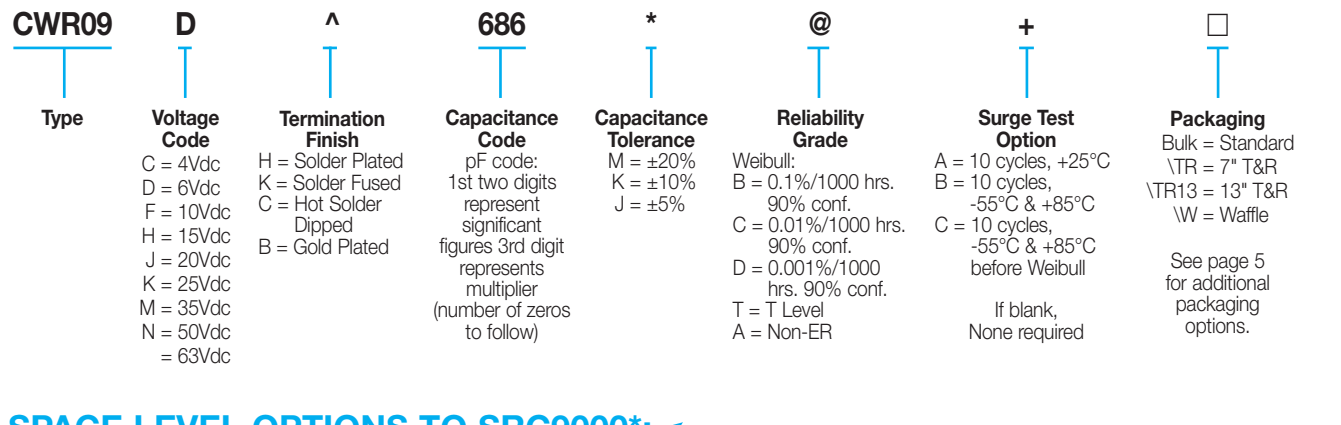 CWR09 D ^ 686 * @ + □
Type
Voltage
Code
C = 4Vdc
D = 6Vdc
F = 10Vdc
H = 15Vdc
J = 20Vdc
K = 25Vdc
M = 35Vdc
N = 50Vdc
= 63Vdc
Termination
Finish
H = Solder Plated
K = Solder Fused
C = Hot Solder
Dipped
B = Gold Plated
Capacitance
Code
pF code:
1st two digits
represent
significant
figures 3rd digit
represents
multiplier
(number of zeros
to follow)
Capacitance
Tolerance
M = ±20%
K = ±10%
J = ±5%
Reliability
Grade
Weibull:
B = 0.1%/1000 hrs.
90% conf.
C = 0.01%/1000 hrs.
90% conf.
D = 0.001%/1000
hrs. 90% conf.
T = T Level
A = Non-ER
Surge Test
Option
A = 10 cycles, +25°C
B = 10 cycles,
-55°C & +85°C
C = 10 cycles,
-55°C & +85°C
before Weibull
If blank,
None required
Packaging
Bulk = Standard
\TR = 7" T&R
\TR13 = 13" T&R
\W = Waffle
See page 5
for additional
packaging
options.
SPACE LEVEL OPTIONS TO SRC9000*: